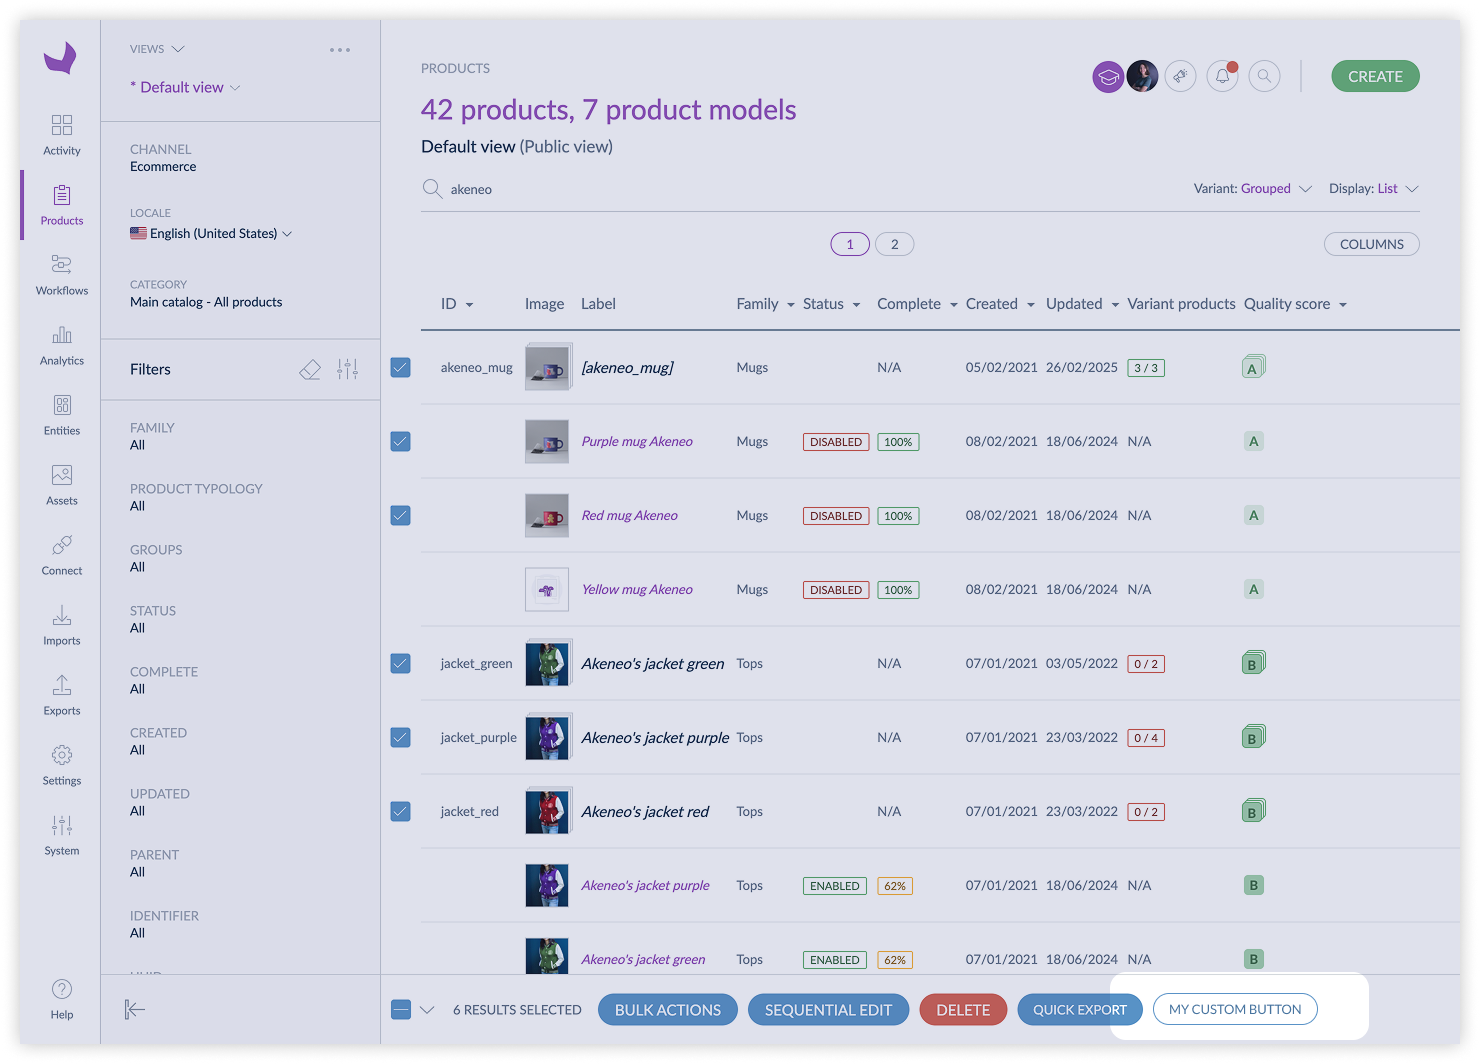 Activity
Products
Workflows
Analytics
Entities
Assets
Connect
Imports
Exports
Settings
System
Help
VIEWS
* Default view
CHANNEL
Ecommerce
LOCALE
English (United States)
CATEGORY
Main catalog - All products
Filters
FAMILY
All
PRODUCT TYPOLOGY
All
GROUPS
All
STATUS
All
COMPLETE
All
CREATED
All
UPDATED
All
PARENT
All
IDENTIFIER
All
PRODUCTS
CREATE
42 products, 7 product models
Default view (Public view)
akeneo
Variant: Grouped Display: List
1 2 COLUMNS
ID Image Label Family Status Complete Created Updated Variant products Quality score
akeneo_mug [akeneo_mug] Mugs N/A 05/02/2021 26/02/2025 3 / 3 A
Purple mug Akeneo Mugs DISABLED 100% 08/02/2021 18/06/2024 N/A A
Red mug Akeneo Mugs DISABLED 100% 08/02/2021 18/06/2024 N/A A
Yellow mug Akeneo Mugs DISABLED 100% 08/02/2021 18/06/2024 N/A A
jacket_green Akeneo's jacket green Tops N/A 07/01/2021 03/05/2022 0 / 2 B
jacket_purple Akeneo's jacket purple Tops N/A 07/01/2021 23/03/2022 0 / 4 B
jacket_red Akeneo's jacket red Tops N/A 07/01/2021 23/03/2022 0 / 2 B
Akeneo's jacket purple Tops ENABLED 62% 07/01/2021 18/06/2024 N/A B
Akeneo's jacket green Tops ENABLED 62% 07/01/2021 18/06/2024 N/A B
6 RESULTS SELECTED BULK ACTIONS SEQUENTIAL EDIT DELETE QUICK EXPORT MY CUSTOM BUTTON